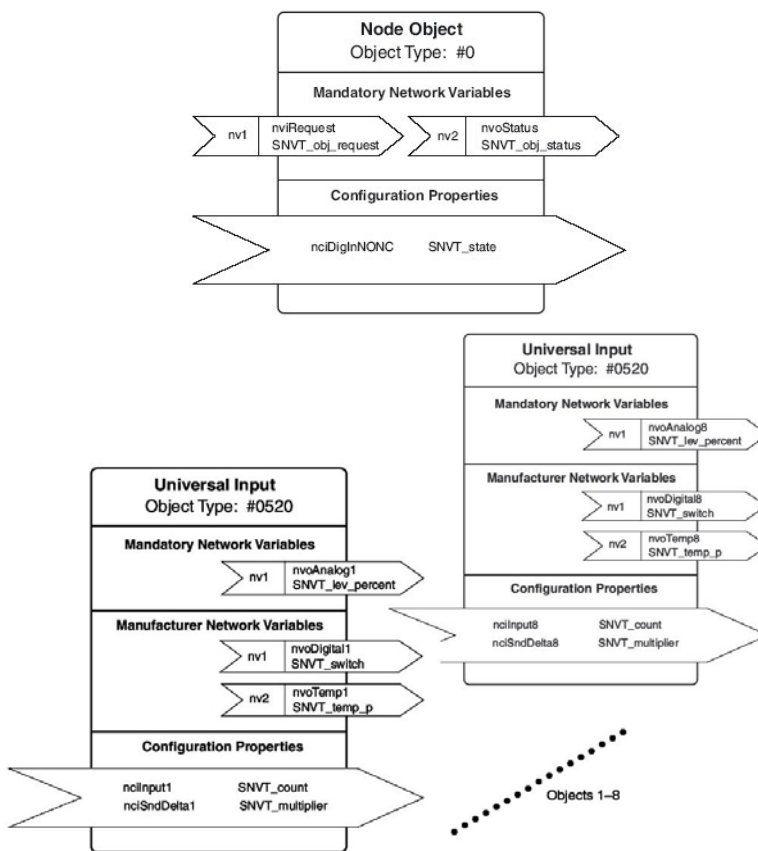 Node Object
Object Type: #0
Mandatory Network Variables
nv1 nviRequest nv2 nvoStatus
SNVT_obj_request SNVT_obj_status
Configuration Properties
nciDigInNONC SNVT_state
Universal Input
Object Type: #0520
Mandatory Network Variables
nv1 nvoAnalog8
SNVT_lev_percent
Manufacturer Network Variables
nv1 nvoDigital8
SNVT_switch
nv2 nvoTemp8
SNVT_temp_p
Configuration Properties
nciInput8 SNVT_count
nciSndDelta8 SNVT_multiplier
Universal Input
Object Type: #0520
Mandatory Network Variables
nv1 nvoAnalog1
SNVT_lev_percent
Manufacturer Network Variables
nv1 nvoDigital1
SNVT_switch
nv2 nvoTemp1
SNVT_temp_p
Configuration Properties
nciInput1 SNVT_count
nciSndDelta1 SNVT_multiplier
Objects 1–8